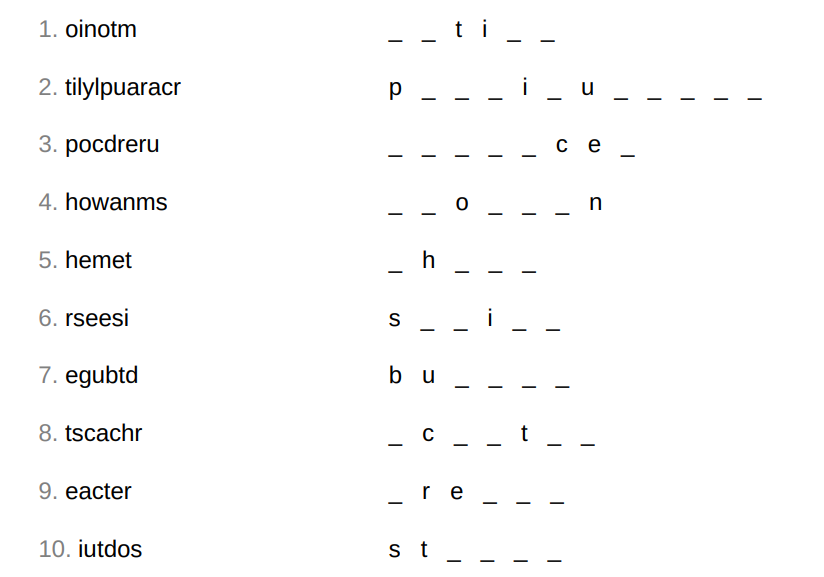 1. oinotm _ _ t i _ _
2. tilylpuaracr p _ _ _ i _ u _ _ _ _ _
3. pocdreru _ _ _ _ _ c e _
4. howanms _ _ o _ _ _ n
5. hemet _ h _ _ _
6. rseesi s _ _ i _ _
7. egubtd b u _ _ _ _
8. tscachr _ c _ _ t _ _
9. eacter _ r e _ _ _
10. iutdos s t _ _ _ _